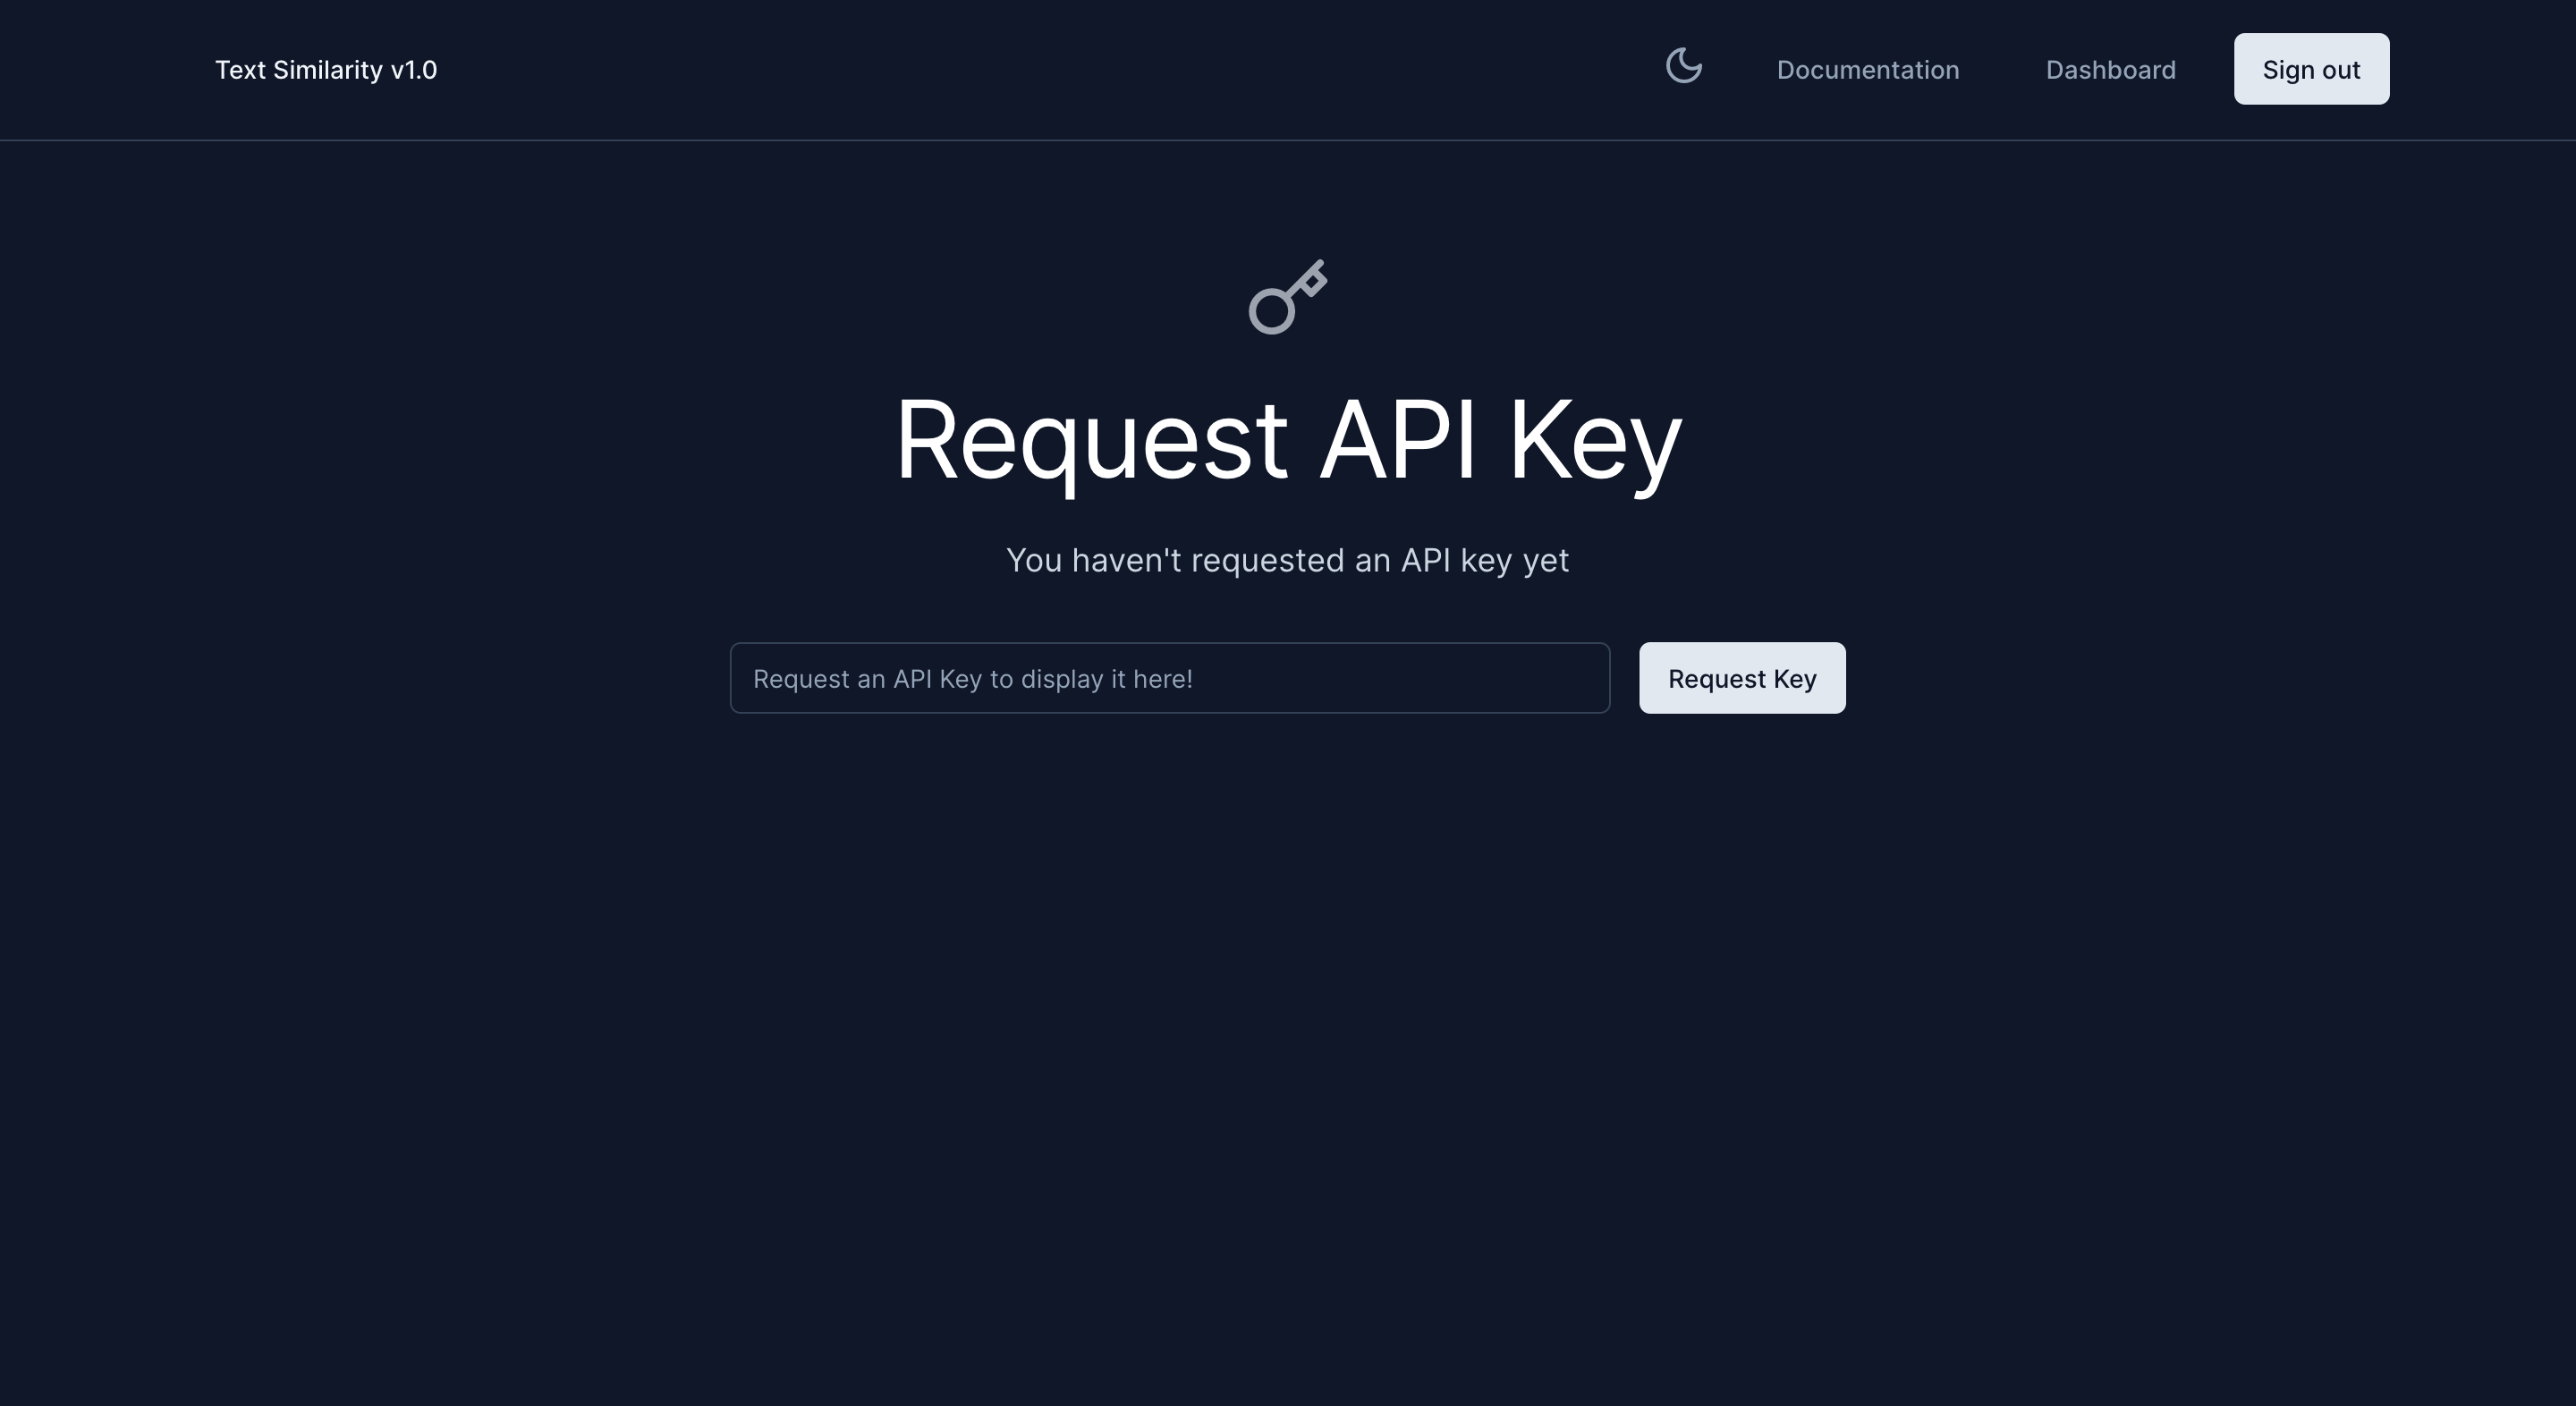 Text Similarity v1.0
Documentation
Dashboard
Sign out
Request API Key
You haven't requested an API key yet
Request an API Key to display it here!
Request Key